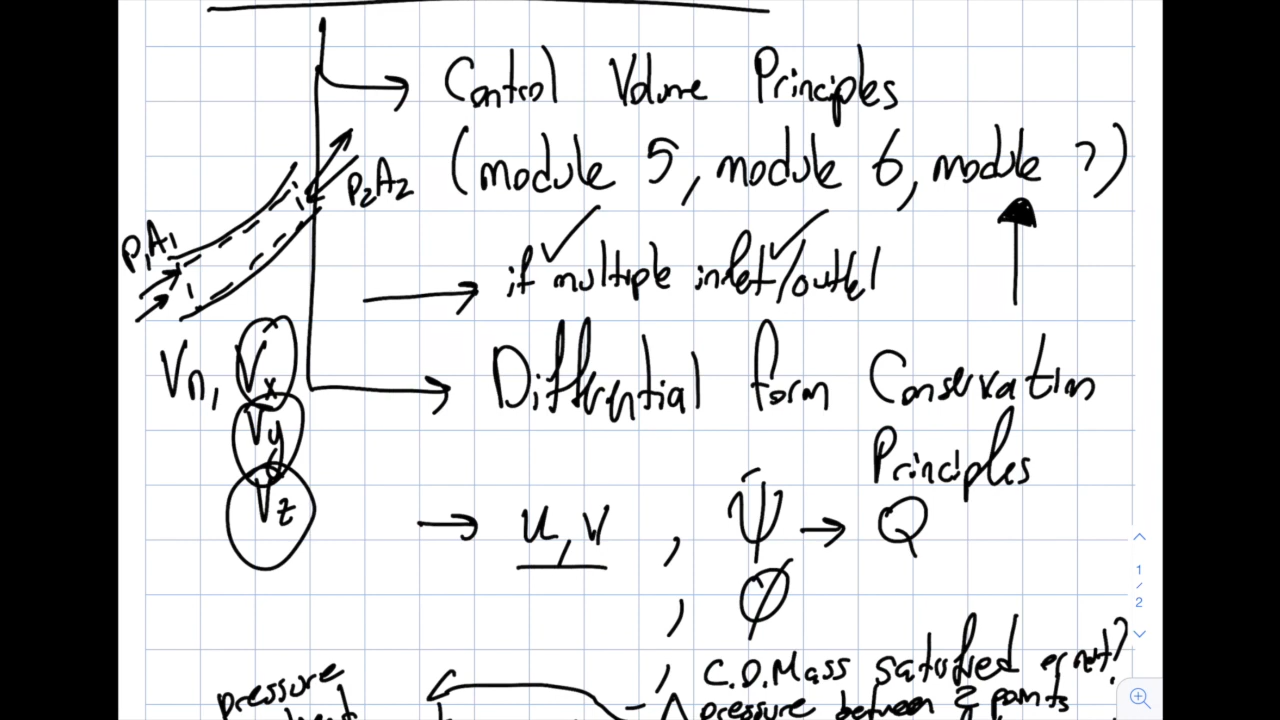 Control Volume Principles
(module 5, module 6, module 7)
P₂A₂
P₁A₁
if multiple inlet/outlet
Differential form Conservation
Principles
Vn, Vx
Vy
Vz
→ u, v , ψ → Q
, φ
, C.O.Mass satisfied or not?
pressure
- Δ pressure between 2 points